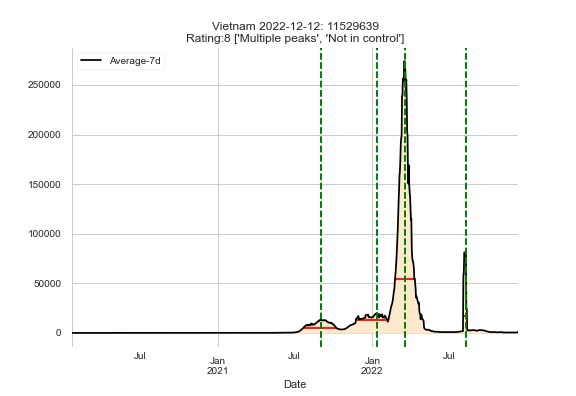 Vietnam 2022-12-12: 11529639
Rating:8 ['Multiple peaks', 'Not in control']
Average-7d
250000
200000
150000
100000
50000
0
Jul
Jan
2021
Jul
Jan
2022
Jul
Date